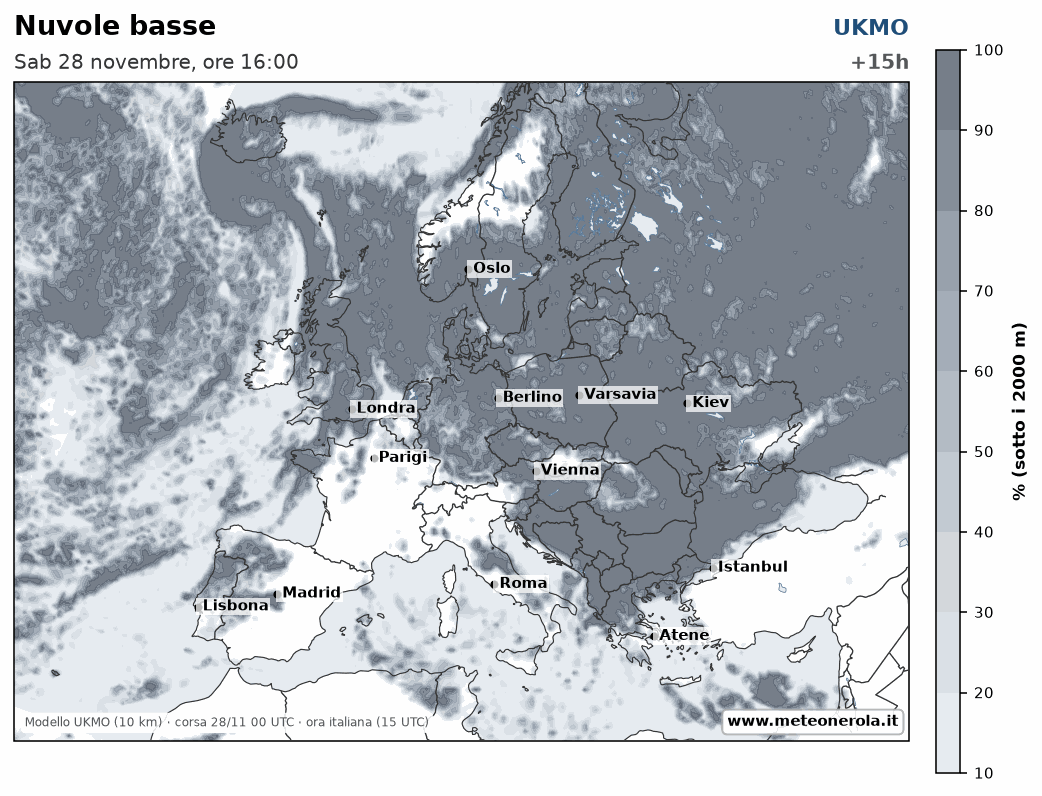 Nuvole basse
UKMO
Sab 28 novembre, ore 16:00
+15h
100
90
80
70
60
50
40
30
20
10
% (sotto i 2000 m)
Oslo
Londra
Berlino
Varsavia
Kiev
Parigi
Vienna
Istanbul
Roma
Madrid
Lisbona
Atene
Modello UKMO (10 km) · corsa 28/11 00 UTC · ora italiana (15 UTC)
www.meteonerola.it